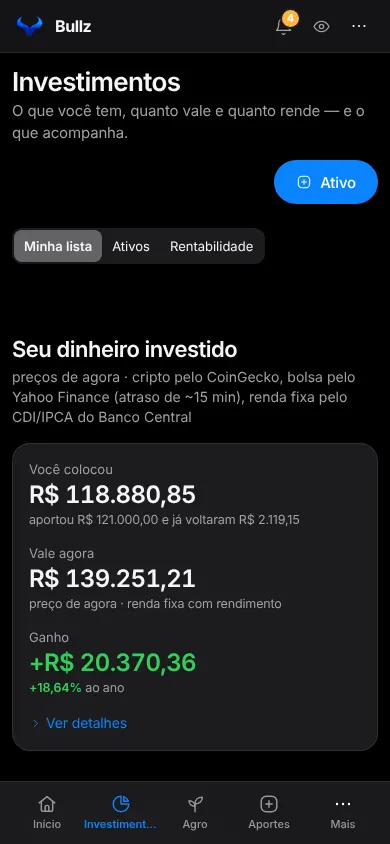 Bullz
4
Investimentos
O que você tem, quanto vale e quanto rende — e o
que acompanha.
Ativo
Minha lista
Ativos
Rentabilidade
Seu dinheiro investido
preços de agora · cripto pelo CoinGecko, bolsa pelo
Yahoo Finance (atraso de ~15 min), renda fixa pelo
CDI/IPCA do Banco Central
Você colocou
R$ 118.880,85
aportou R$ 121.000,00 e já voltaram R$ 2.119,15
Vale agora
R$ 139.251,21
preço de agora · renda fixa com rendimento
Ganho
+R$ 20.370,36
+18,64% ao ano
Ver detalhes
Início
Investiment...
Agro
Aportes
Mais